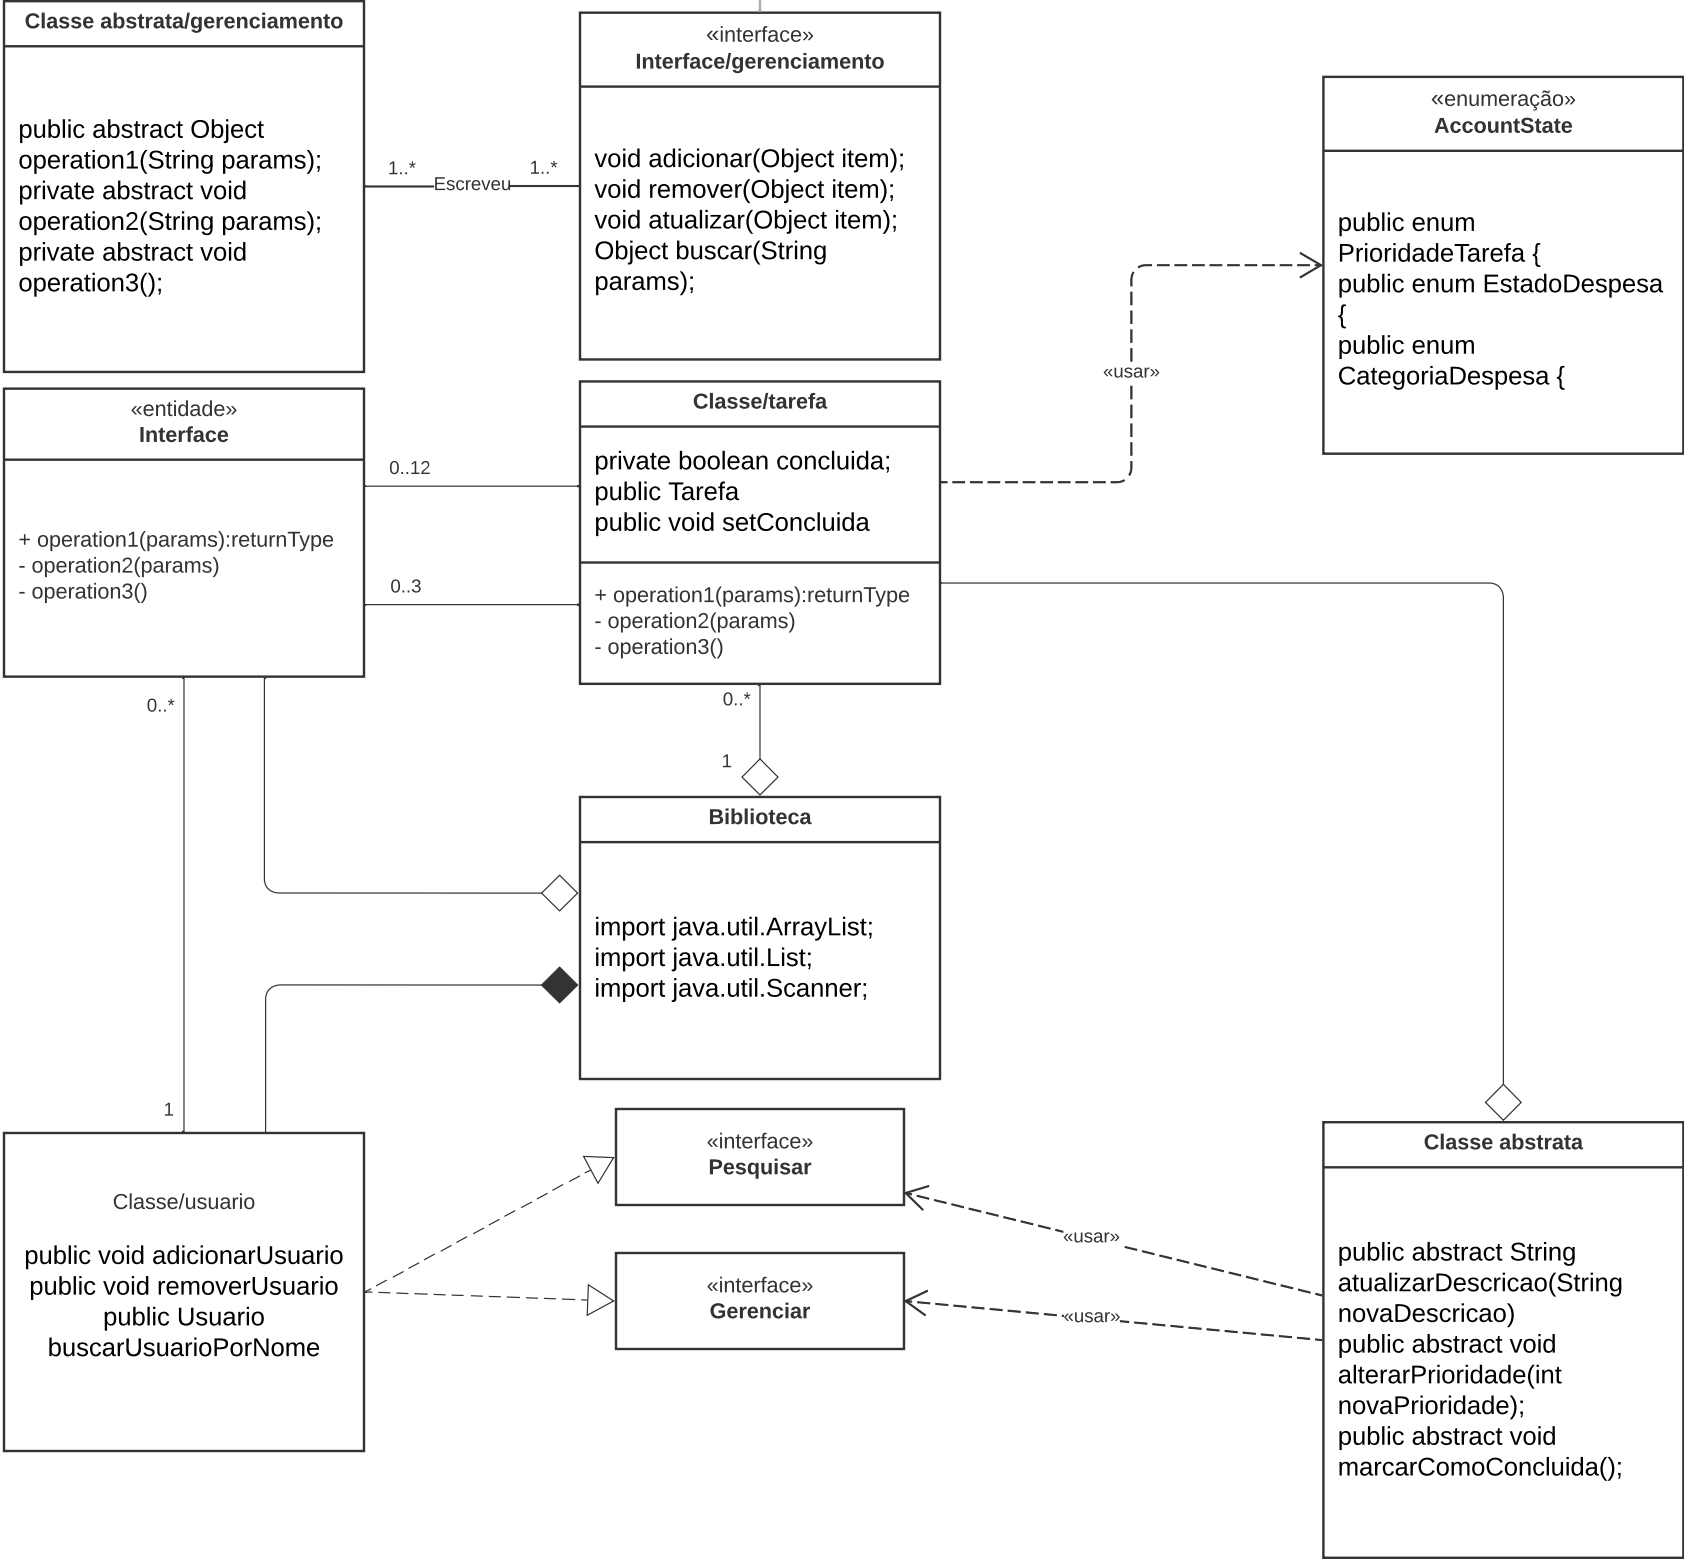 Classe abstrata/gerenciamento
public abstract Object
operation1(String params);
private abstract void
operation2(String params);
private abstract void
operation3();
1..*
Escreveu
1..*
«interface»
Interface/gerenciamento
void adicionar(Object item);
void remover(Object item);
void atualizar(Object item);
Object buscar(String
params);
«enumeração»
AccountState
public enum
PrioridadeTarefa {
public enum EstadoDespesa
{
public enum
CategoriaDespesa {
«usar»
«entidade»
Interface
+ operation1(params):returnType
- operation2(params)
- operation3()
0..12
0..3
Classe/tarefa
private boolean concluida;
public Tarefa
public void setConcluida
+ operation1(params):returnType
- operation2(params)
- operation3()
0..*
0..*
1
Biblioteca
import java.util.ArrayList;
import java.util.List;
import java.util.Scanner;
1
Classe/usuario
public void adicionarUsuario
public void removerUsuario
public Usuario
buscarUsuarioPorNome
«interface»
Pesquisar
«interface»
Gerenciar
«usar»
«usar»
Classe abstrata
public abstract String
atualizarDescricao(String
novaDescricao)
public abstract void
alterarPrioridade(int
novaPrioridade);
public abstract void
marcarComoConcluida();